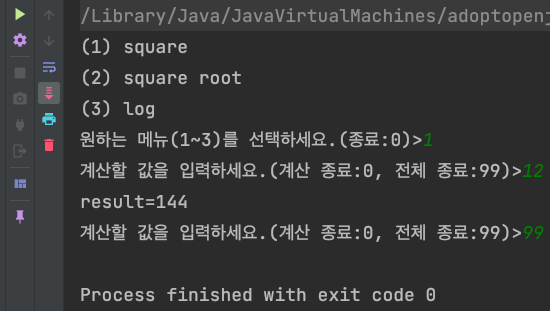 /Library/Java/JavaVirtualMachines/adoptopenj
(1) square
(2) square root
(3) log
원하는 메뉴(1~3)를 선택하세요.(종료:0)>1
계산할 값을 입력하세요.(계산 종료:0, 전체 종료:99)>12
result=144
계산할 값을 입력하세요.(계산 종료:0, 전체 종료:99)>99
Process finished with exit code 0